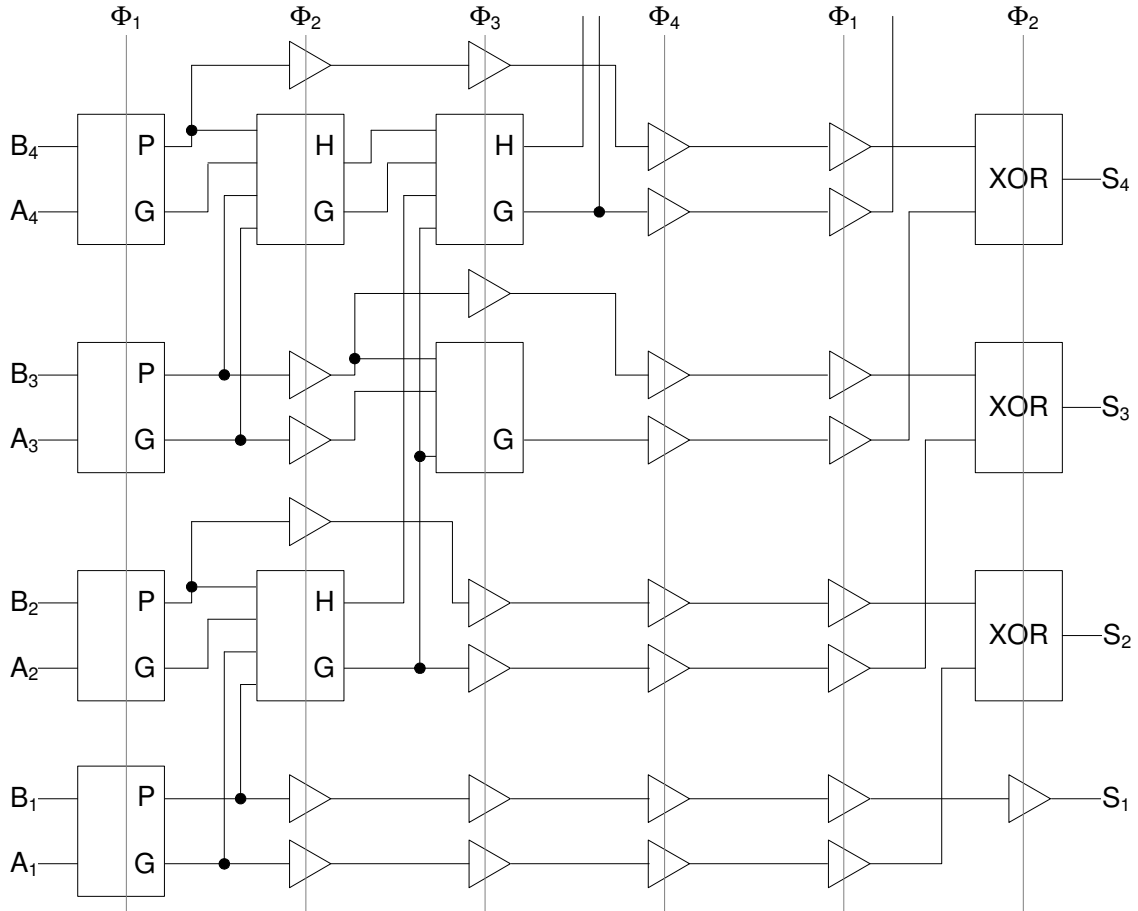 Φ₁ Φ₂ Φ₃ Φ₄ Φ₁ Φ₂
B₄ P H H
XOR S₄
A₄ G G G
B₃ P
XOR S₃
A₃ G G
B₂ P H
XOR S₂
A₂ G G
B₁ P S₁
A₁ G